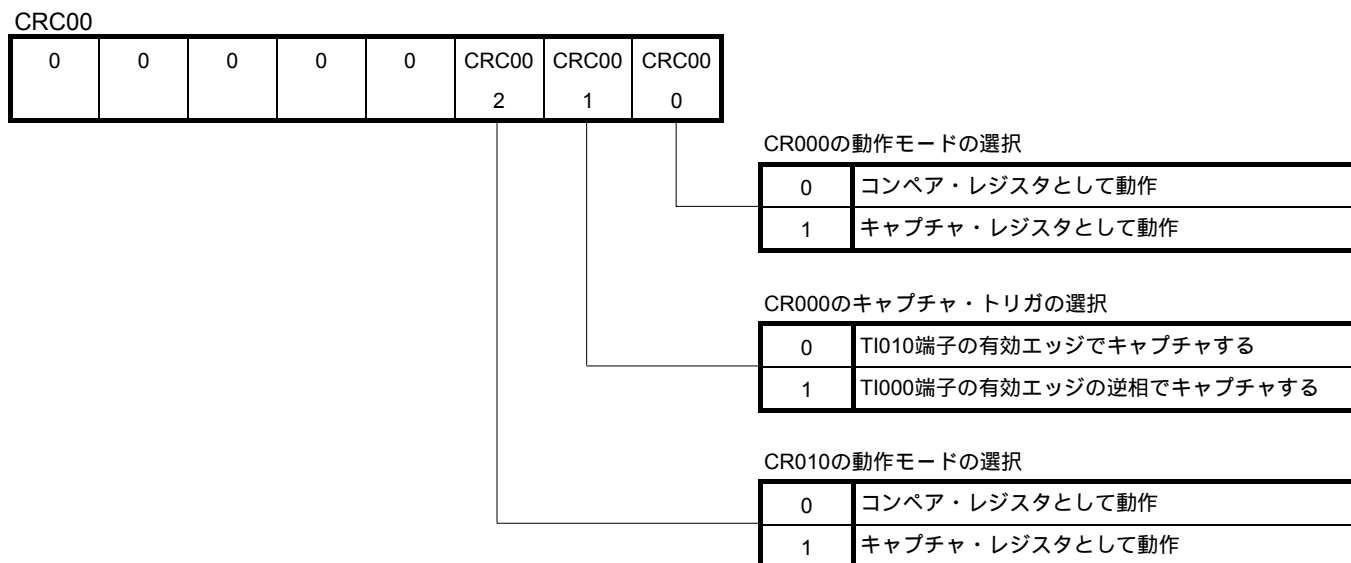 CRC00
0 0 0 0 0 CRC00 CRC00 CRC00
2 1 0
CR000の動作モードの選択
0 コンペア・レジスタとして動作
1 キャプチャ・レジスタとして動作
CR000のキャプチャ・トリガの選択
0 TI010端子の有効エッジでキャプチャする
1 TI000端子の有効エッジの逆相でキャプチャする
CR010の動作モードの選択
0 コンペア・レジスタとして動作
1 キャプチャ・レジスタとして動作